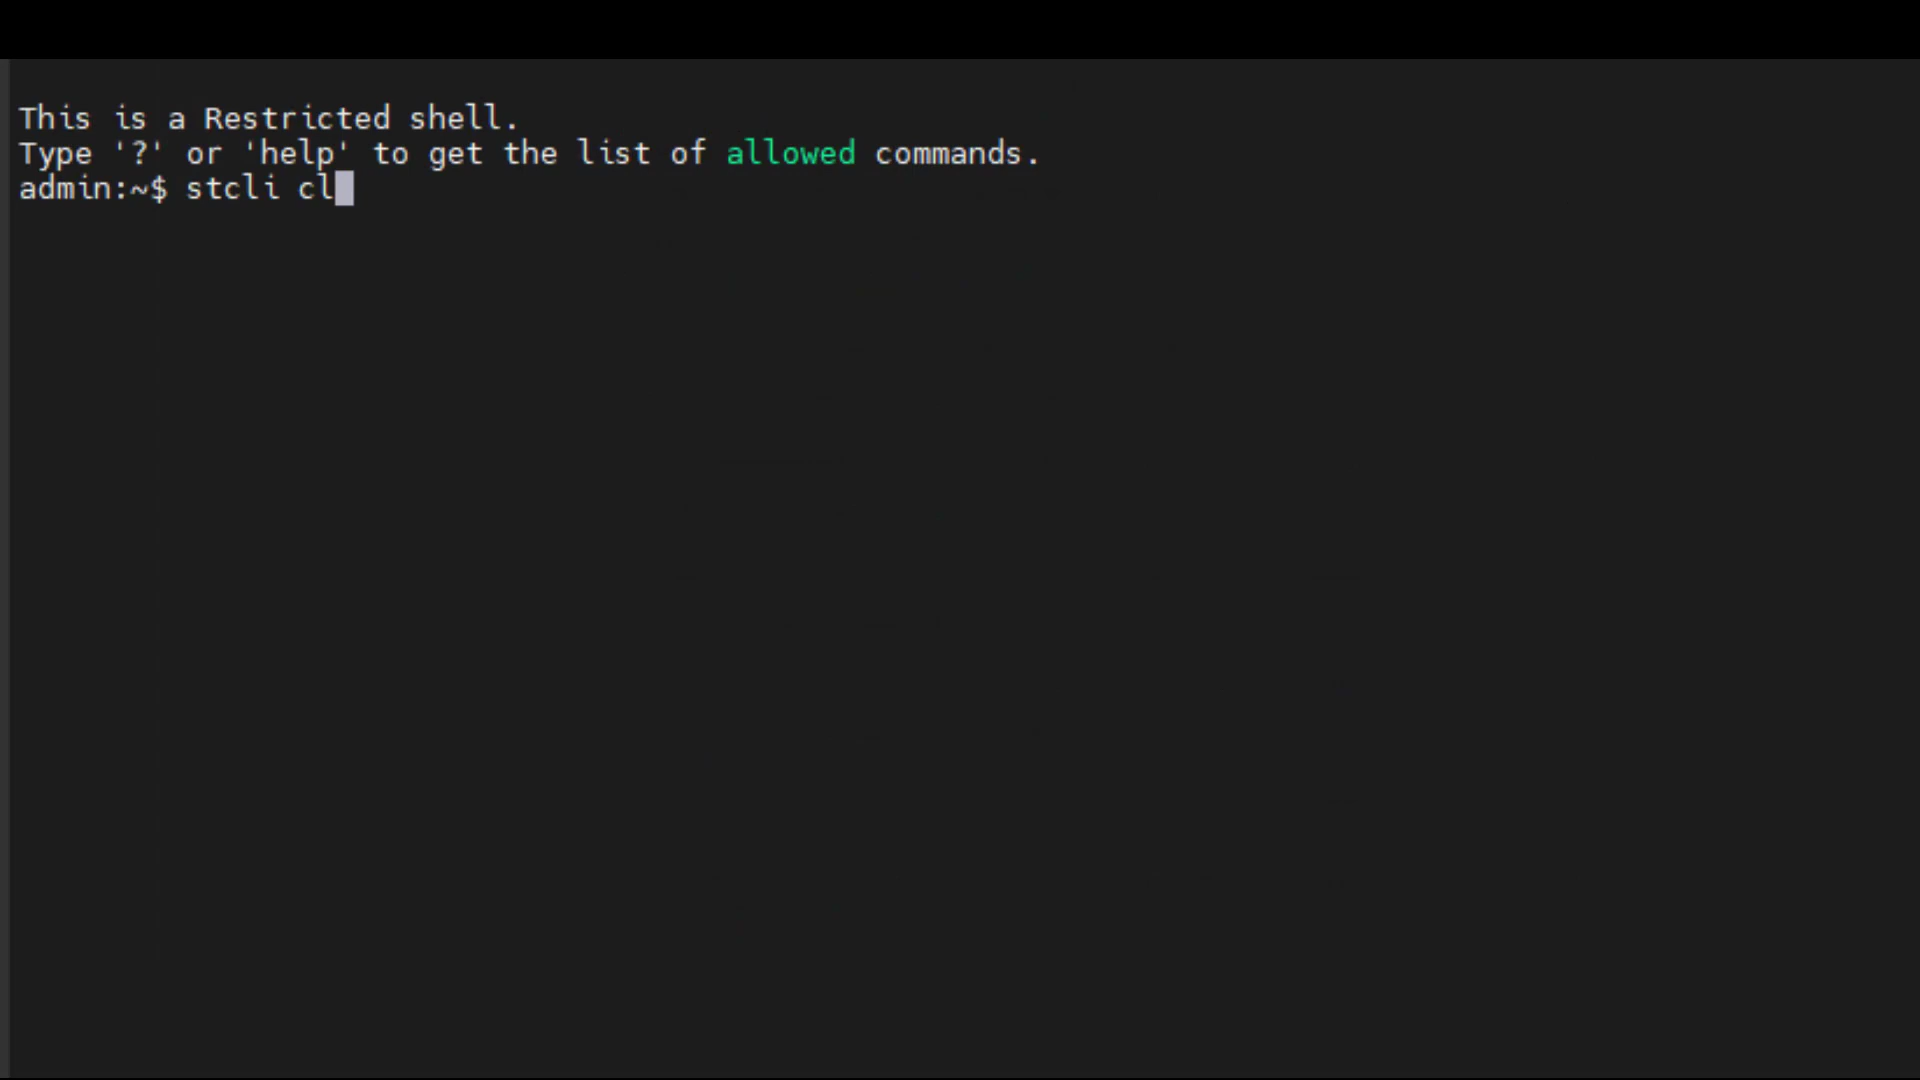 This is a Restricted shell.
Type '?' or 'help' to get the list of allowed commands.
admin:~$ stcli cl